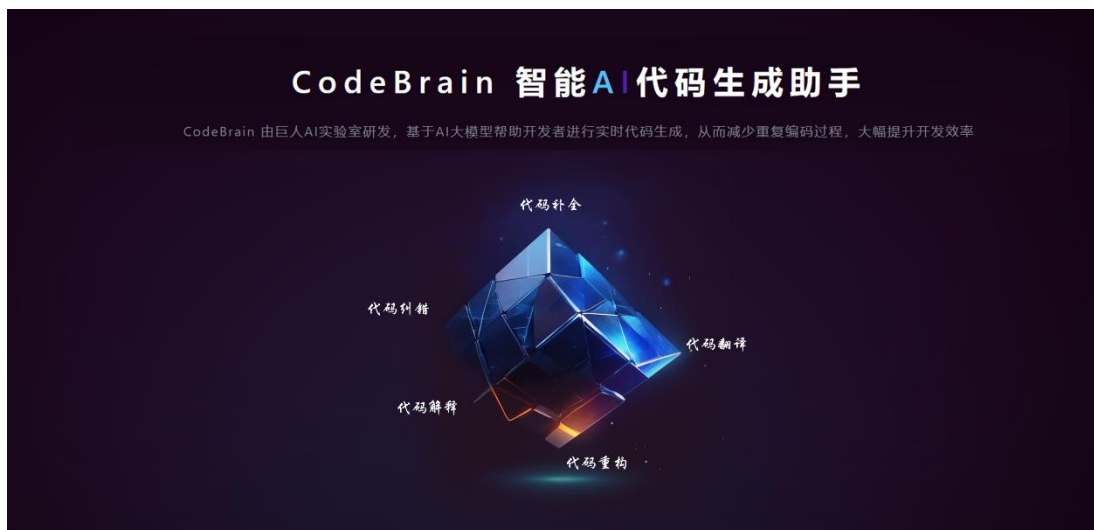 CodeBrain 智能AI代码生成助手
CodeBrain 由巨人AI实验室研发，基于AI大模型帮助开发者进行实时代码生成，从而减少重复编码过程，大幅提升开发效率
代码补全
代码纠错
代码翻译
代码解释
代码重构